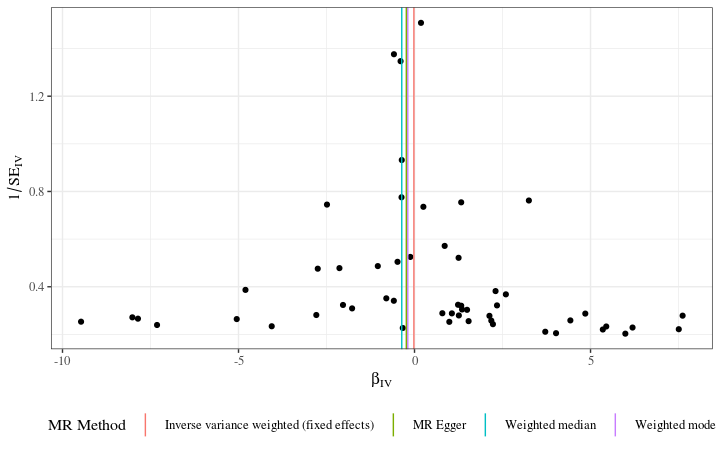 1.2
0.8
0.4
1/SE_IV
-10
-5
0
5
β_IV
MR Method
Inverse variance weighted (fixed effects)
MR Egger
Weighted median
Weighted mode